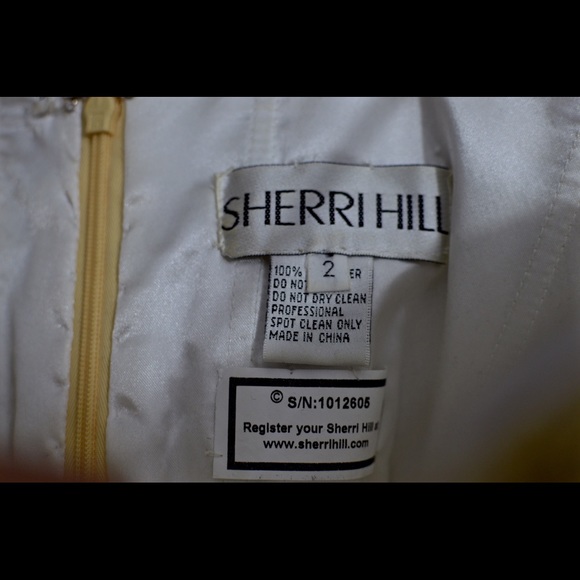 SHERRI HILL
2
100% ER
DO NOT
DO NOT DRY CLEAN
PROFESSIONAL
SPOT CLEAN ONLY
MADE IN CHINA
© S/N:1012605
Register your Sherri Hill
www.sherrihill.com